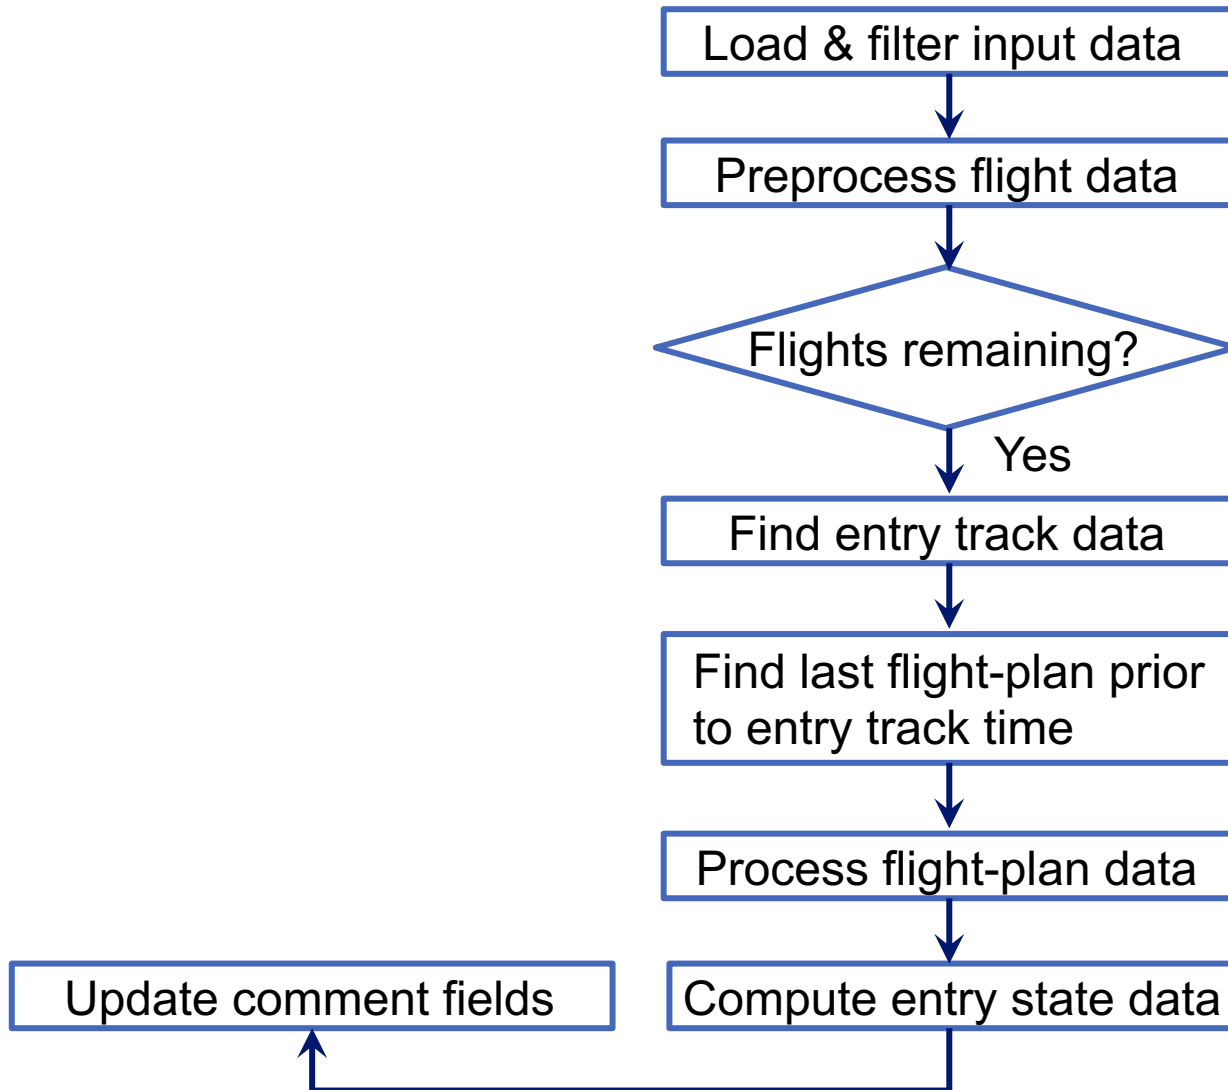 Load & filter input data
Preprocess flight data
Flights remaining?
Yes
Find entry track data
Find last flight-plan prior
to entry track time
Process flight-plan data
Update comment fields
Compute entry state data